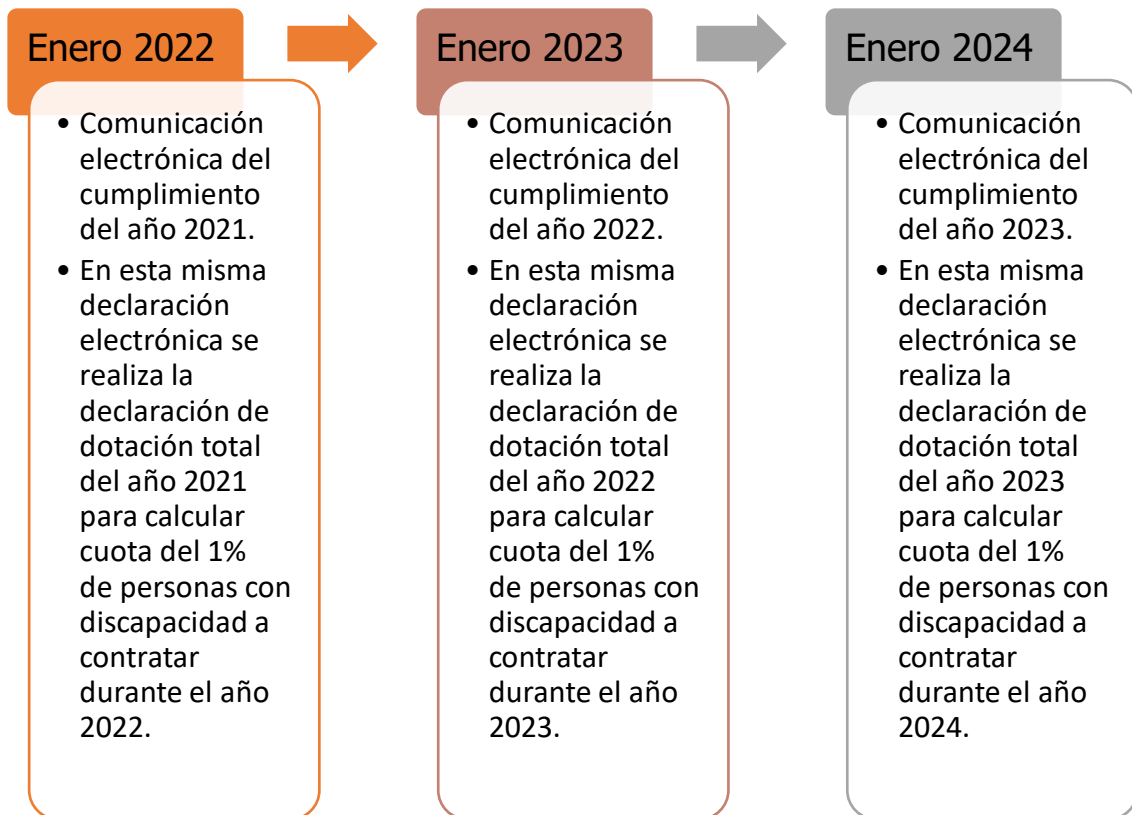 Enero 2022
• Comunicación
electrónica del
cumplimiento
del año 2021.
• En esta misma
declaración
electrónica se
realiza la
declaración de
dotación total
del año 2021
para calcular
cuota del 1%
de personas con
discapacidad a
contratar
durante el año
2022.
Enero 2023
• Comunicación
electrónica del
cumplimiento
del año 2022.
• En esta misma
declaración
electrónica se
realiza la
declaración de
dotación total
del año 2022
para calcular
cuota del 1%
de personas con
discapacidad a
contratar
durante el año
2023.
Enero 2024
• Comunicación
electrónica del
cumplimiento
del año 2023.
• En esta misma
declaración
electrónica se
realiza la
declaración de
dotación total
del año 2023
para calcular
cuota del 1%
de personas con
discapacidad a
contratar
durante el año
2024.